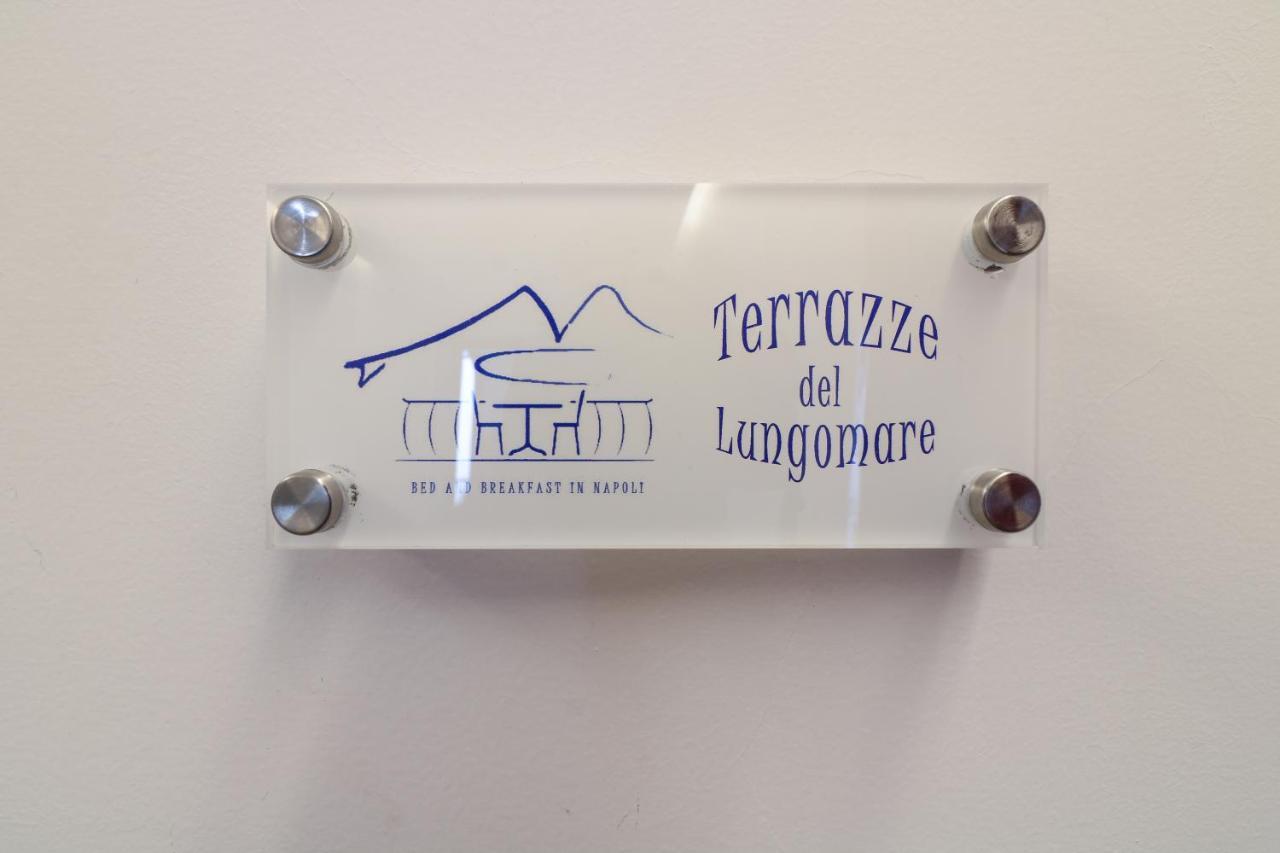 Terrazze
del
Lungomare
BED AND BREAKFAST IN NAPOLI